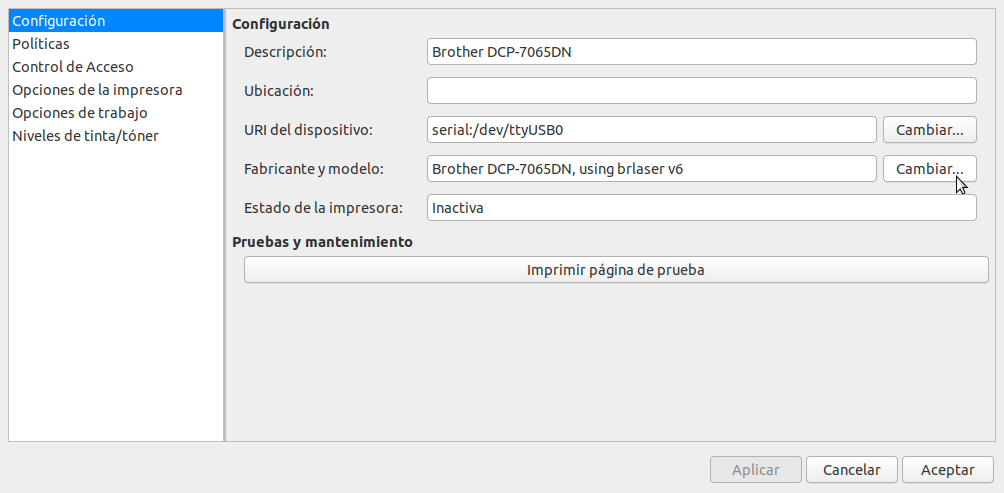 Configuración
Políticas
Control de Acceso
Opciones de la impresora
Opciones de trabajo
Niveles de tinta/tóner
Configuración
Descripción: Brother DCP-7065DN
Ubicación:
URI del dispositivo: serial:/dev/ttyUSB0 Cambiar...
Fabricante y modelo: Brother DCP-7065DN, using brlaser v6 Cambiar...
Estado de la impresora: Inactiva
Pruebas y mantenimiento
Imprimir página de prueba
Aplicar Cancelar Aceptar